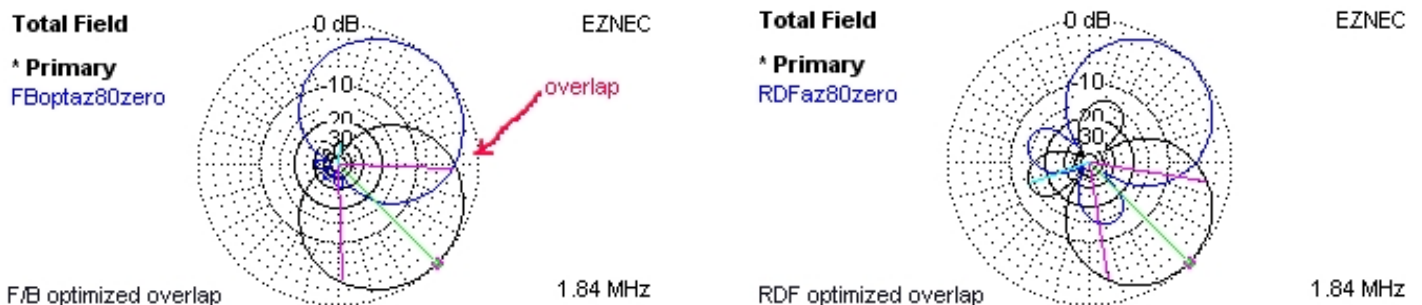 Total Field
0 dB
EZNEC
* Primary
FBoptaz80zero
-10
overlap
20
30
F/B optimized overlap
1.84 MHz
Total Field
0 dB
EZNEC
* Primary
RDFaz80zero
-10
20
30
RDF optimized overlap
1.84 MHz